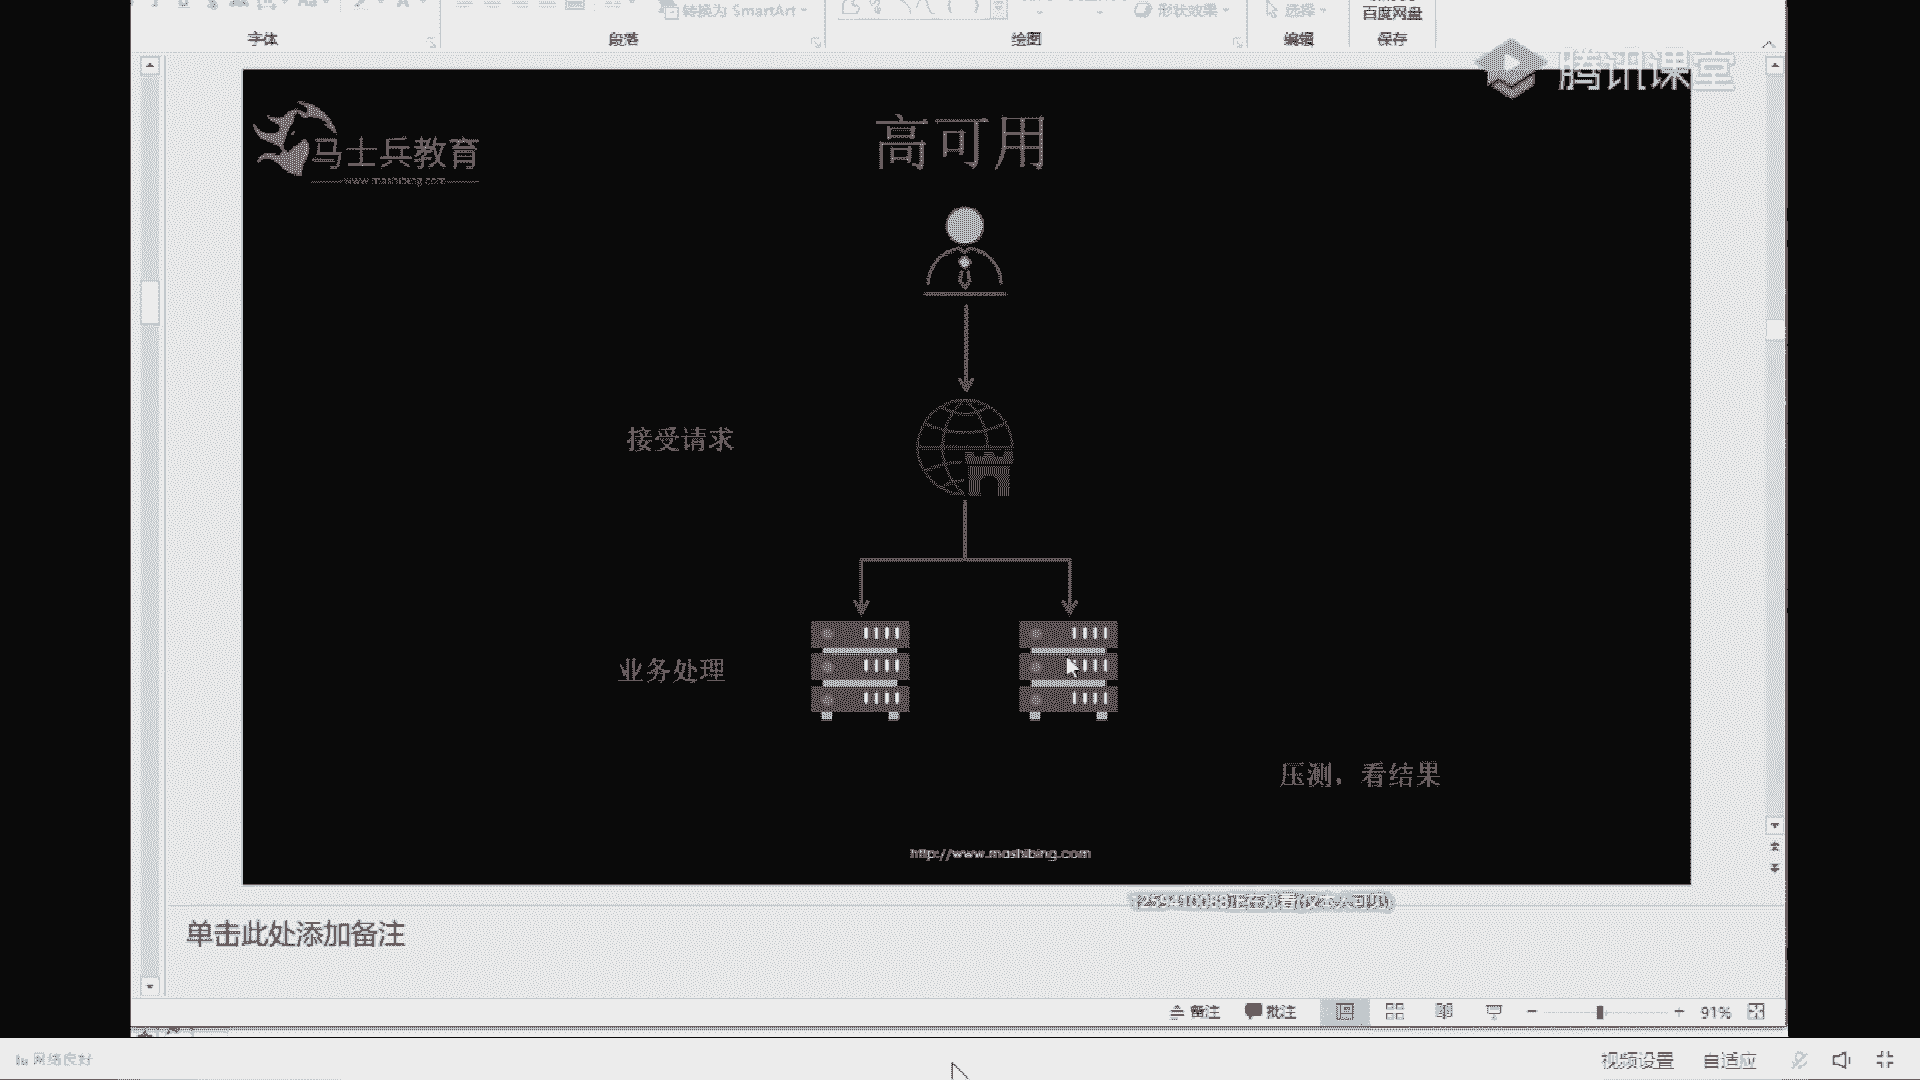 转换为 SmartArt
形状效果
选择
百度网盘
字体
段落
绘图
编辑
保存
腾讯课堂
马士兵教育
www.mashibing.com
高可用
接受请求
业务处理
压测，看结果
http://www.mashibing.com
单击此处添加备注
备注
批注
91%
网络良好
视频设置
自适应